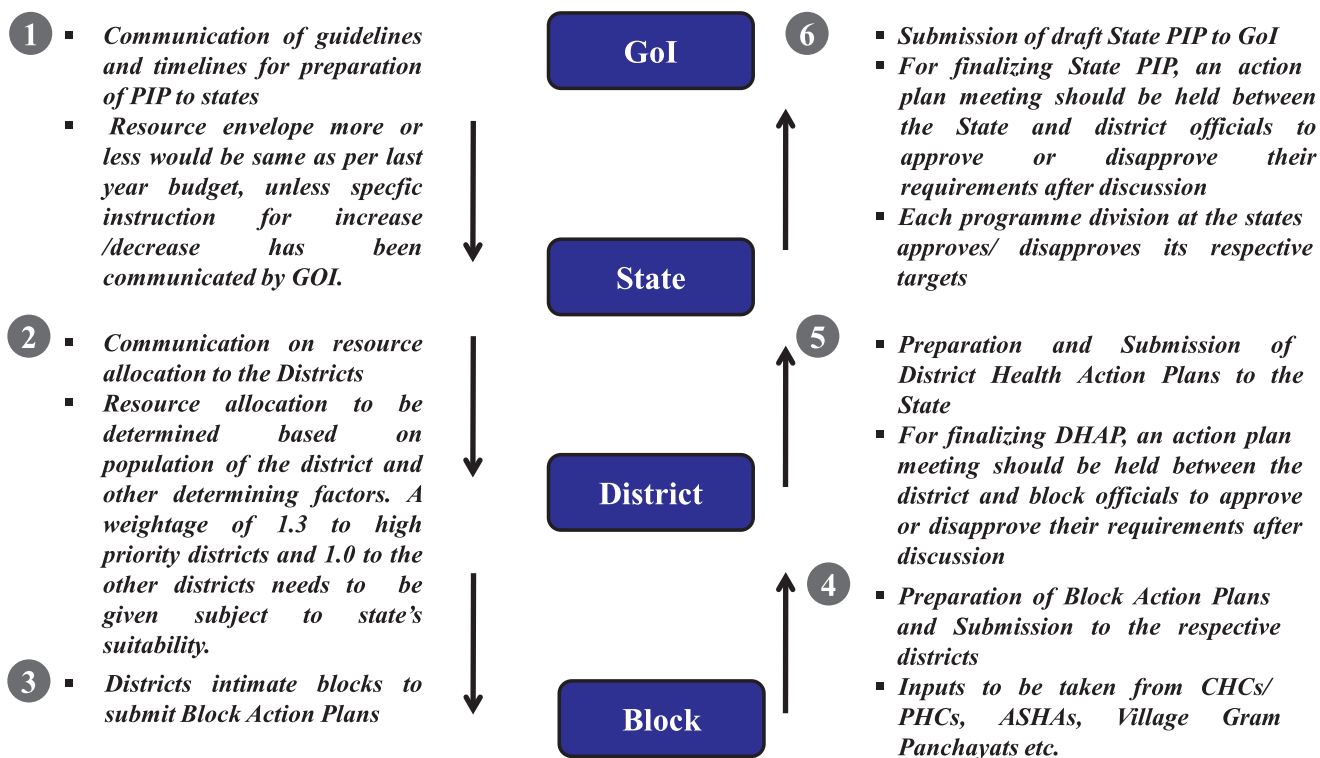 1
▪ Communication of guidelines
and timelines for preparation
of PIP to states
▪ Resource envelope more or
less would be same as per last
year budget, unless specfic
instruction for increase
/decrease has been
communicated by GOI.
2
▪ Communication on resource
allocation to the Districts
▪ Resource allocation to be
determined based on
population of the district and
other determining factors. A
weightage of 1.3 to high
priority districts and 1.0 to the
other districts needs to be
given subject to state’s
suitability.
3
▪ Districts intimate blocks to
submit Block Action Plans
GoI
State
District
Block
6
▪ Submission of draft State PIP to GoI
▪ For finalizing State PIP, an action
plan meeting should be held between
the State and district officials to
approve or disapprove their
requirements after discussion
▪ Each programme division at the states
approves/ disapproves its respective
targets
5
▪ Preparation and Submission of
District Health Action Plans to the
State
▪ For finalizing DHAP, an action plan
meeting should be held between the
district and block officials to approve
or disapprove their requirements after
discussion
4
▪ Preparation of Block Action Plans
and Submission to the respective
districts
▪ Inputs to be taken from CHCs/
PHCs, ASHAs, Village Gram
Panchayats etc.